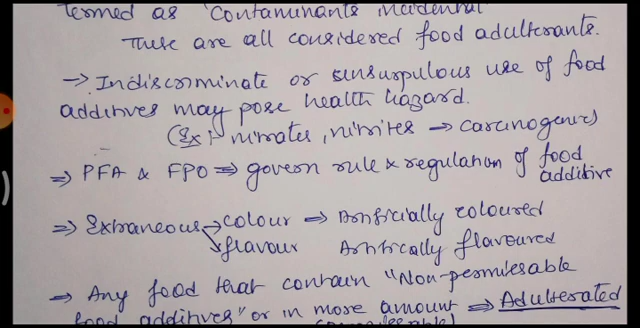 Termed as 'Contaminants incidental'
These are all considered food adulterants.
→ Indiscriminate or unsurpulous use of food
additives may pose health hazard.
(Ex)- nitrates, nitrites → carcinogenic)
⇒ PFA & FPO ⇒ govern rule & regulation of food
additive
⇒ Extraneous → colour ⇒ Artificially coloured
↘ flavour Artifically flavoured
⇒ Any food that contain "Non-permissable
food additives" or in more amount ⇒ Adulterated